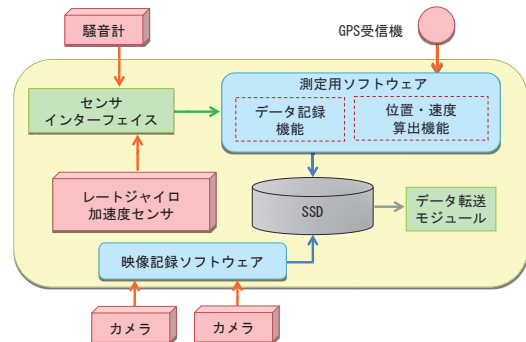 騒音計
GPS受信機
測定用ソフトウェア
センサ
インターフェイス
データ記録
機能
位置・速度
算出機能
レートジャイロ
加速度センサ
SSD
データ転送
モジュール
映像記録ソフトウェア
カメラ
カメラ